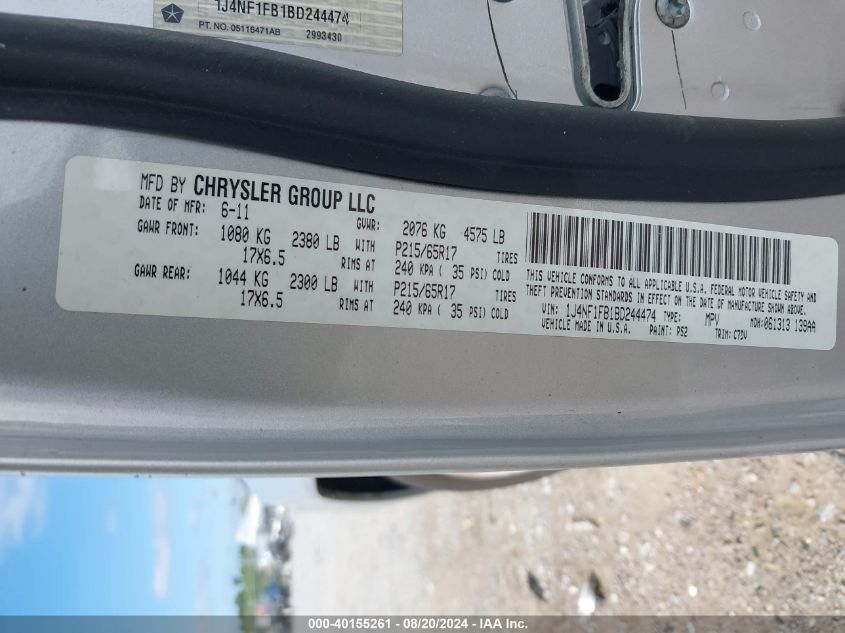 1J4NF1FB1BD244474
PT. NO. 05116471AB 2993430
MFD BY CHRYSLER GROUP LLC
DATE OF MFR: 6-11 GVWR: 2076 KG 4575 LB
GAWR FRONT: 1080 KG 2380 LB WITH P215/65R17 TIRES
17X6.5 RIMS AT 240 KPA ( 35 PSI) COLD
GAWR REAR: 1044 KG 2300 LB WITH P215/65R17 TIRES
17X6.5 RIMS AT 240 KPA ( 35 PSI) COLD
THIS VEHICLE CONFORMS TO ALL APPLICABLE U.S.A. FEDERAL MOTOR VEHICLE SAFETY AND
THEFT PREVENTION STANDARDS IN EFFECT ON THE DATE OF MANUFACTURE SHOWN ABOVE.
VIN: 1J4NF1FB1BD244474 TYPE: MPV MDH: 061313 139AA
VEHICLE MADE IN U.S.A. PAINT: PS2 TRIM: C7DV
000-40155261 - 08/20/2024 - IAA Inc.